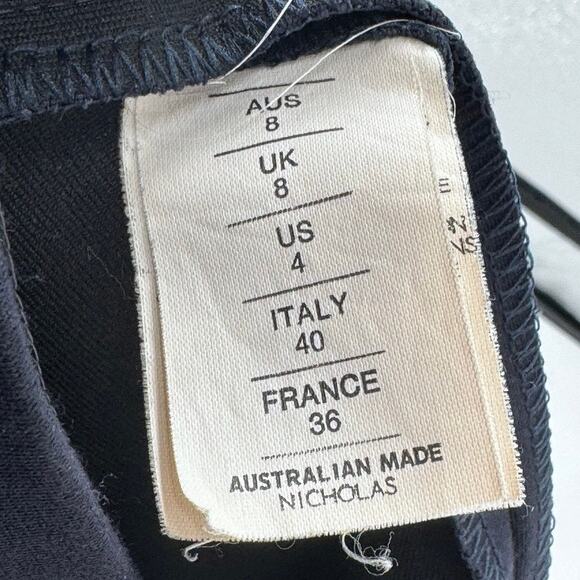 AUS
8
UK
8
US
4
ITALY
40
FRANCE
36
AUSTRALIAN MADE
NICHOLAS